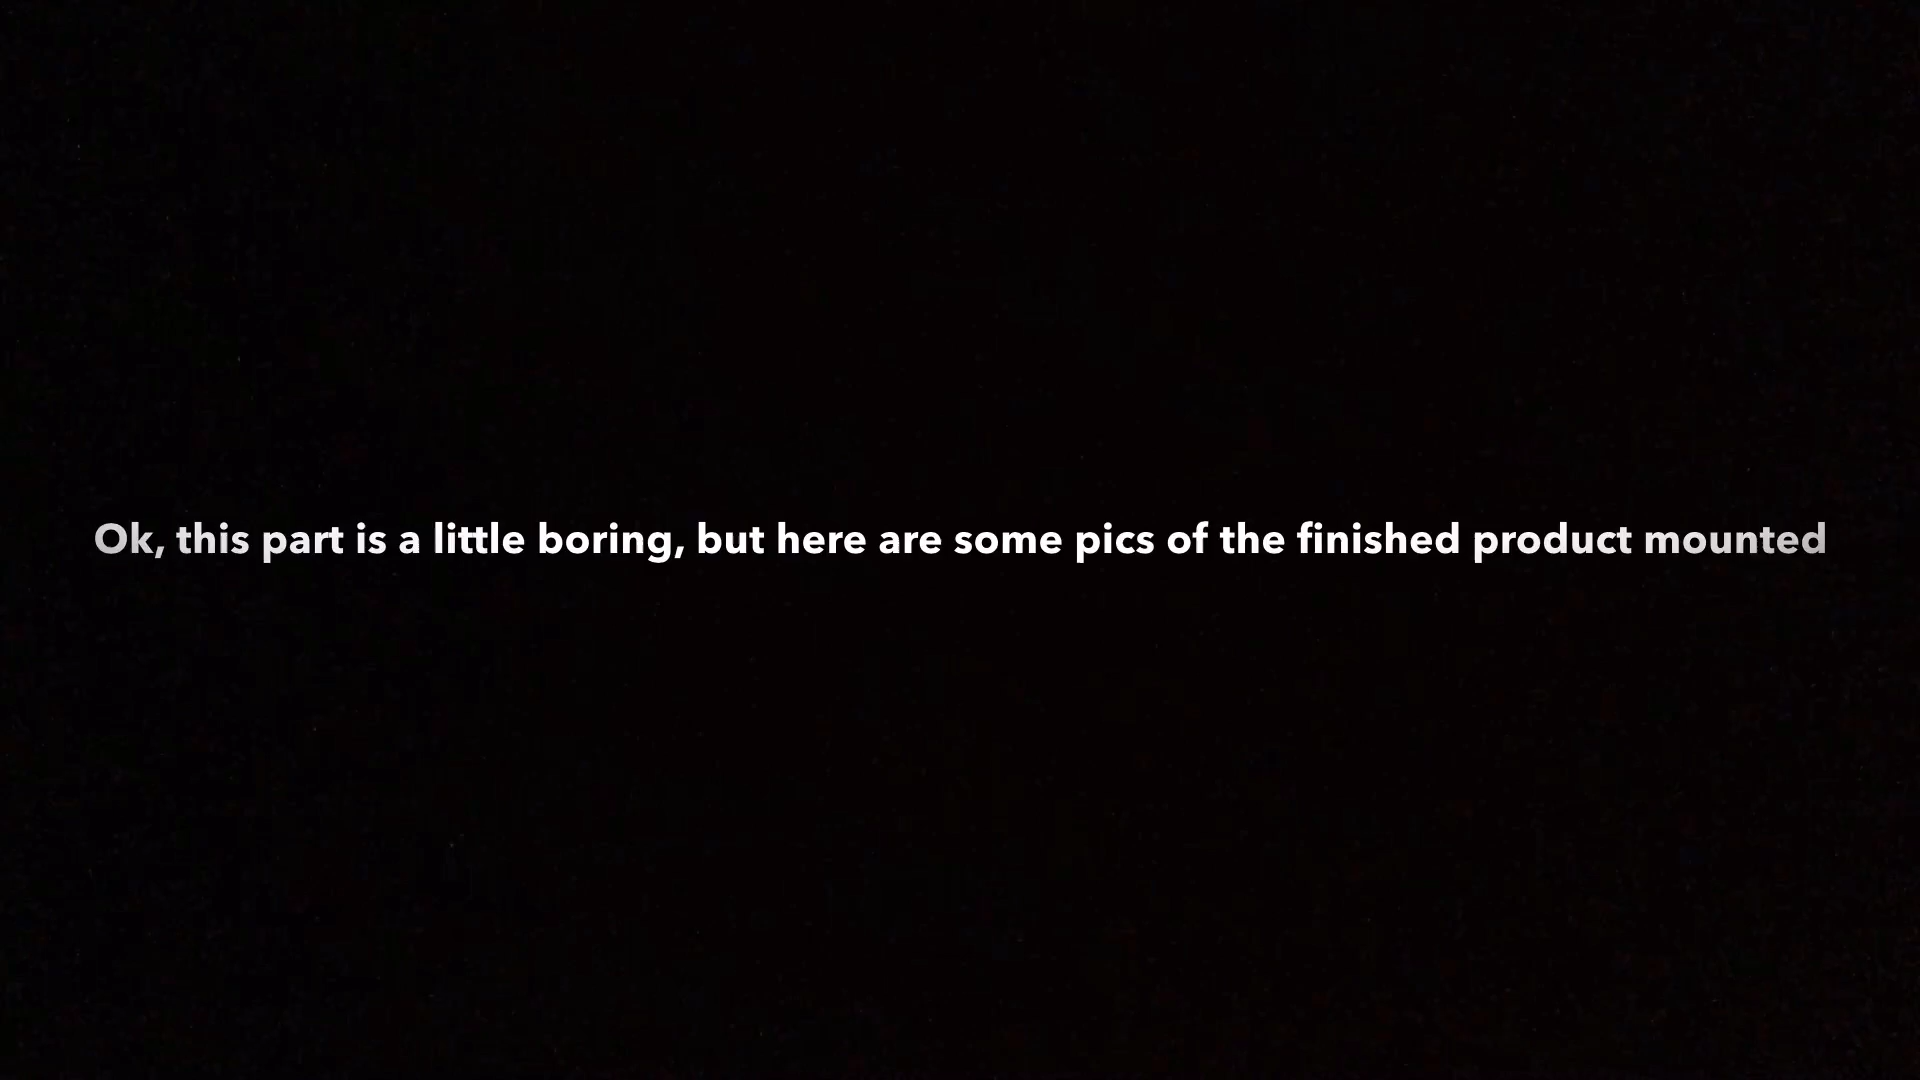 Ok, this part is a little boring, but here are some pics of the finished product mounted